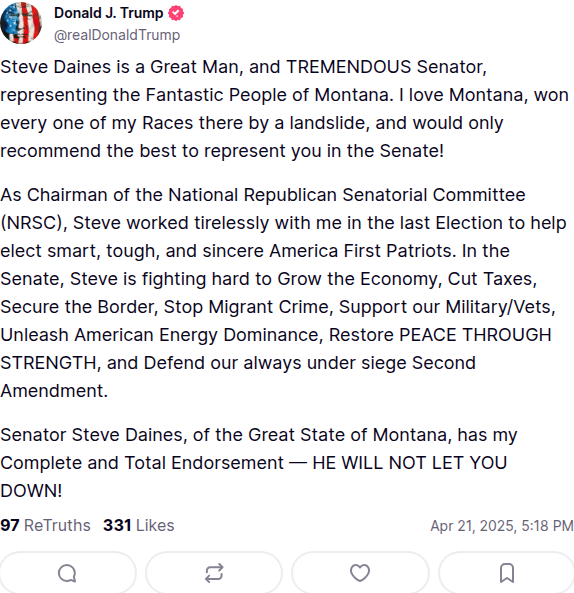 Donald J. Trump
@realDonaldTrump
Steve Daines is a Great Man, and TREMENDOUS Senator,
representing the Fantastic People of Montana. I love Montana, won
every one of my Races there by a landslide, and would only
recommend the best to represent you in the Senate!
As Chairman of the National Republican Senatorial Committee
(NRSC), Steve worked tirelessly with me in the last Election to help
elect smart, tough, and sincere America First Patriots. In the
Senate, Steve is fighting hard to Grow the Economy, Cut Taxes,
Secure the Border, Stop Migrant Crime, Support our Military/Vets,
Unleash American Energy Dominance, Restore PEACE THROUGH
STRENGTH, and Defend our always under siege Second
Amendment.
Senator Steve Daines, of the Great State of Montana, has my
Complete and Total Endorsement — HE WILL NOT LET YOU
DOWN!
97 ReTruths 331 Likes Apr 21, 2025, 5:18 PM